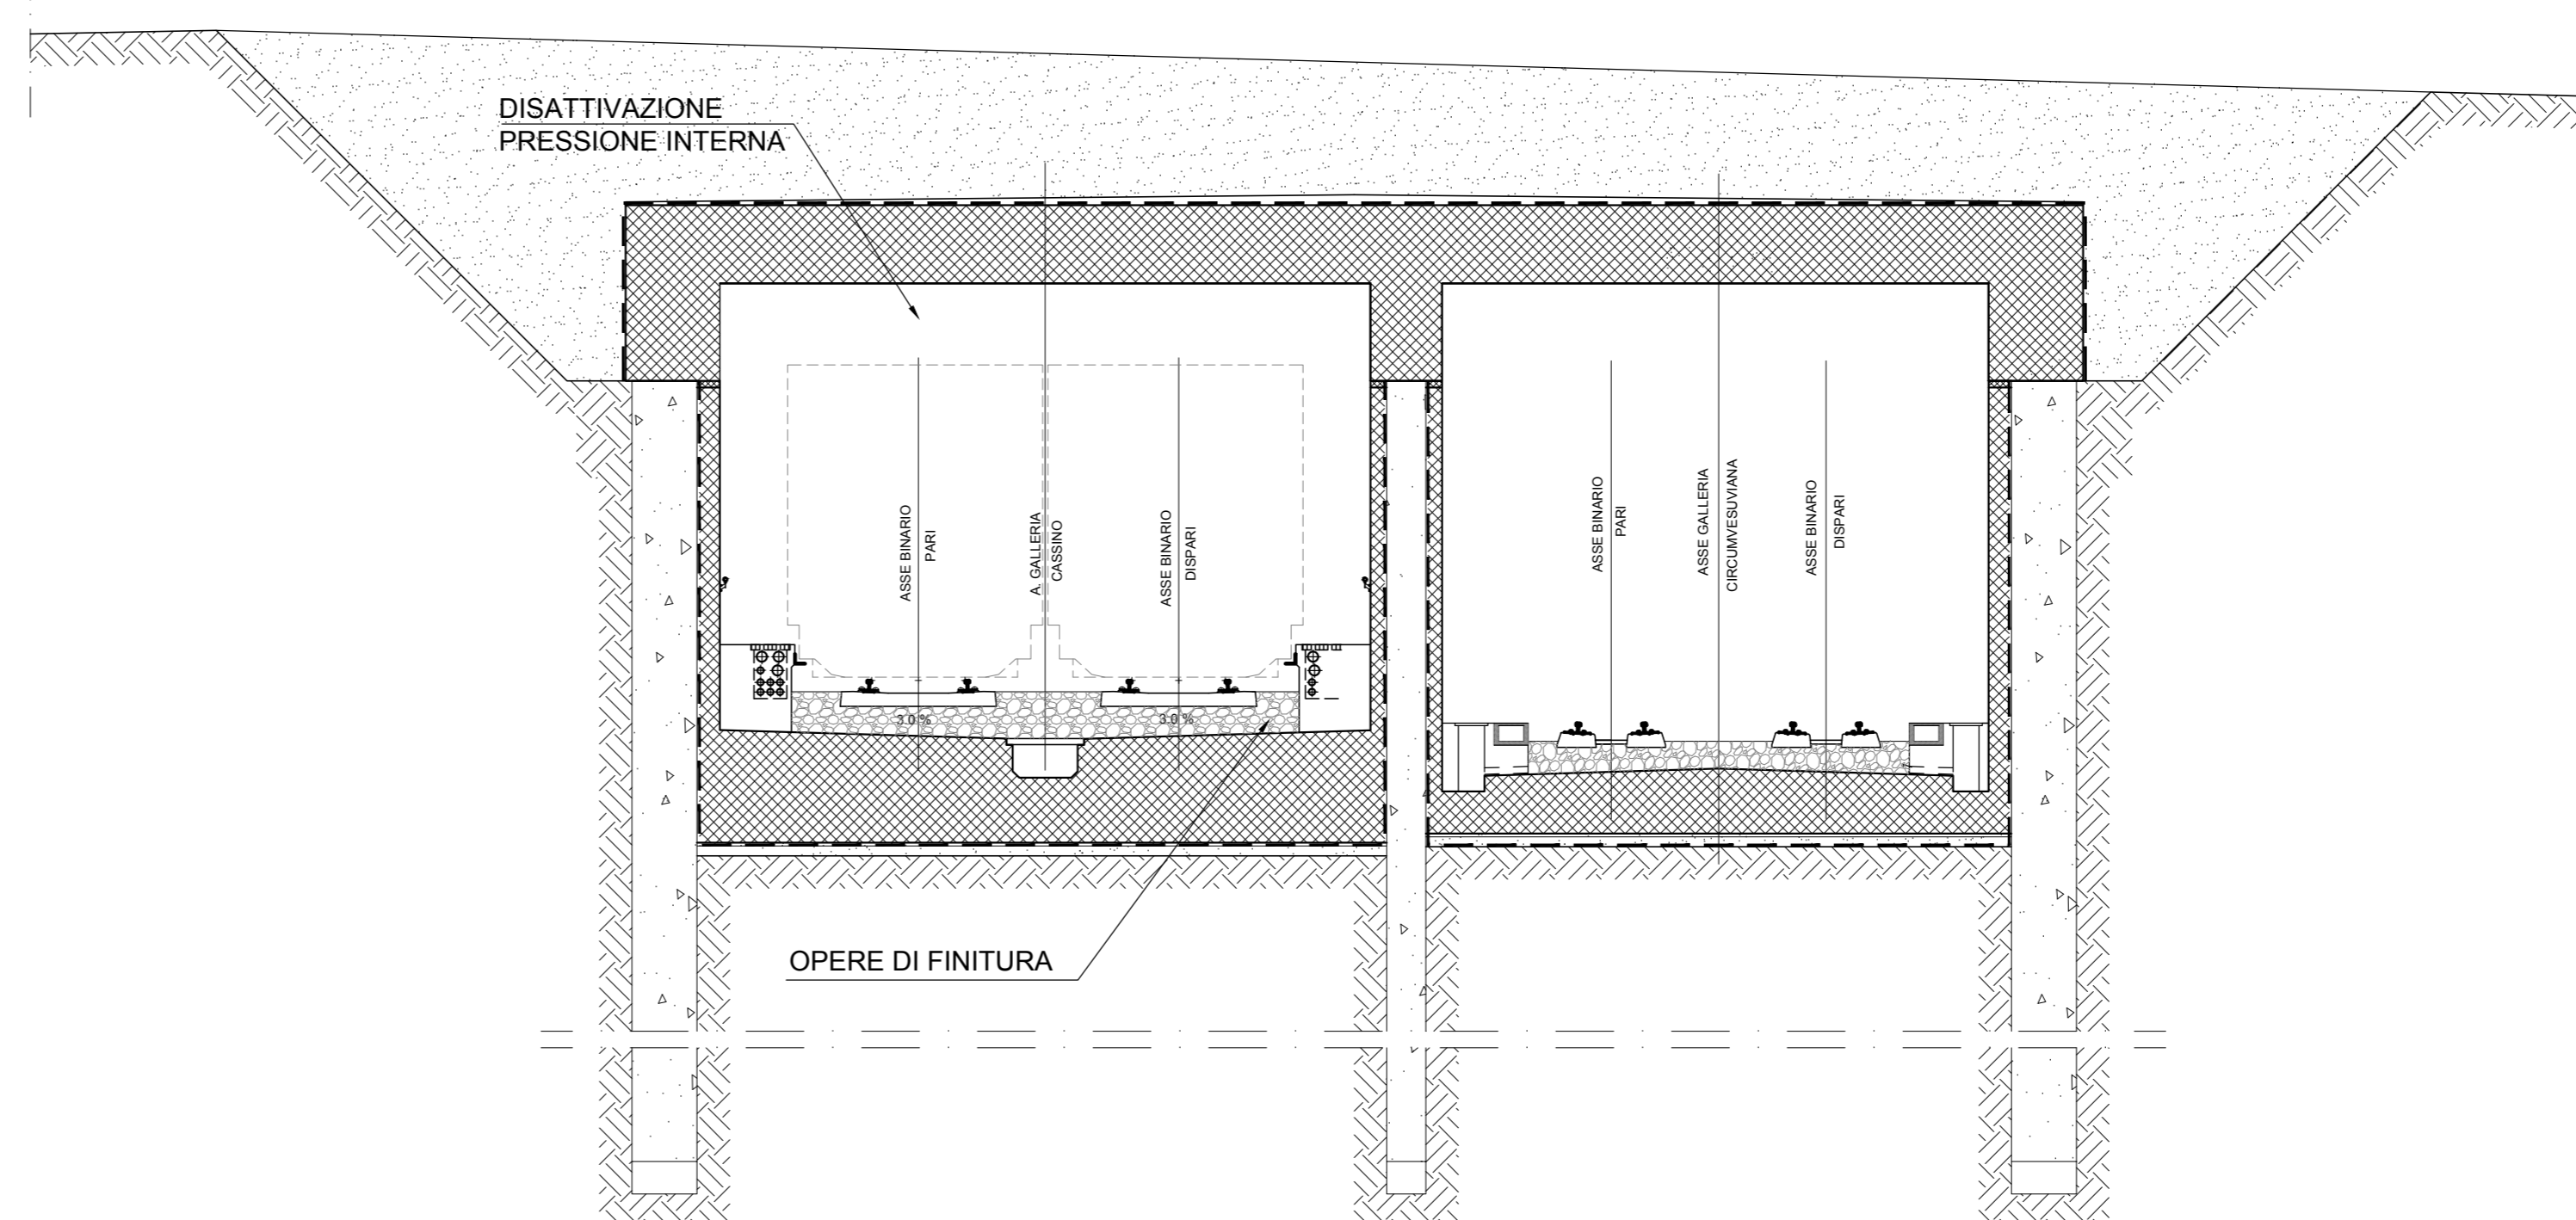 DISATTIVAZIONE
PRESSIONE INTERNA
ASSE BINARIO
PARI
A. GALLERIA
CASSINO
ASSE BINARIO
DISPARI
ASSE BINARIO
PARI
ASSE GALLERIA
CIRCUMVESUVIANA
ASSE BINARIO
DISPARI
3.0 %
3.0 %
OPERE DI FINITURA